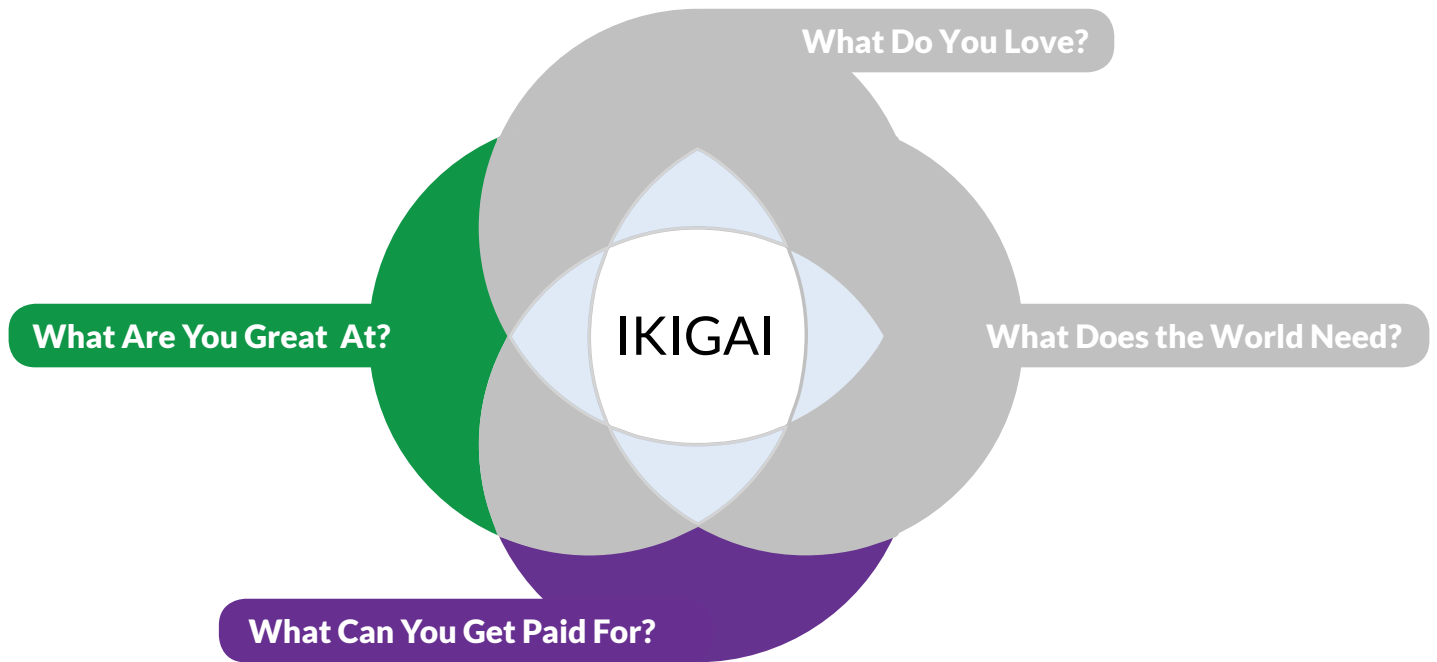 What Do You Love?
What Are You Great At?
IKIGAI
What Does the World Need?
What Can You Get Paid For?